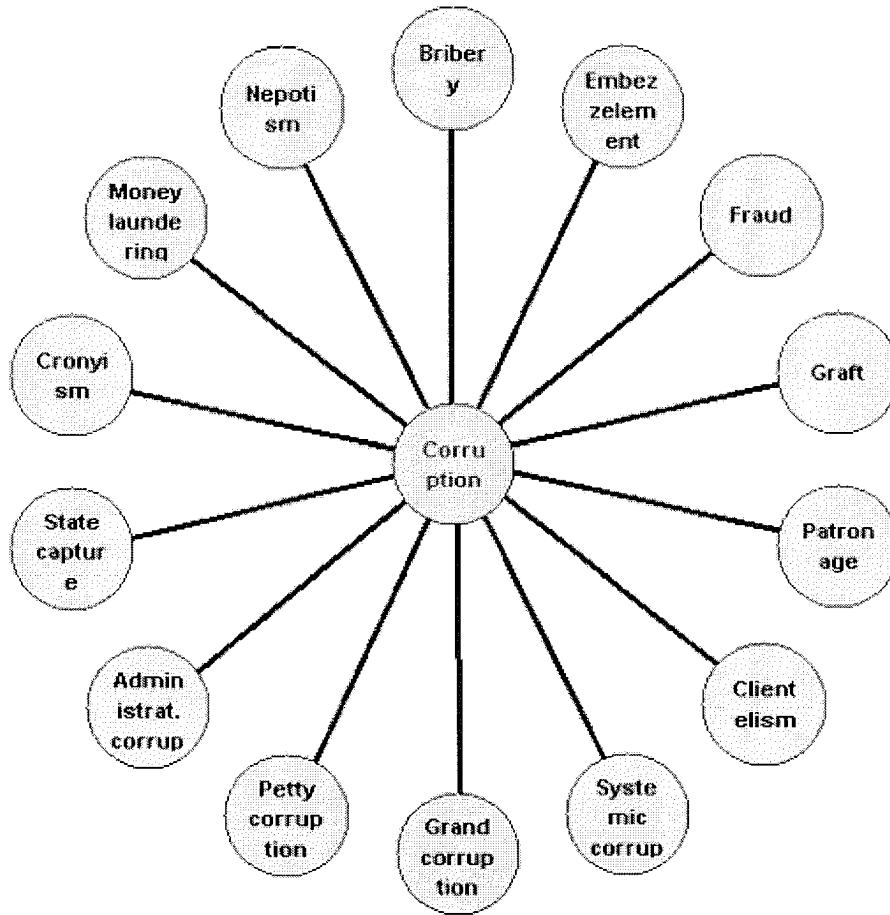 Briber
y
Embez
zelem
ent
Fraud
Graft
Patron
age
Client
elism
Syste
mic
corrup
Grand
corrup
tion
Petty
corrup
tion
Admin
istrat.
corrup
State
captur
e
Cronyi
sm
Money
launde
ring
Nepoti
sm
Corru
ption